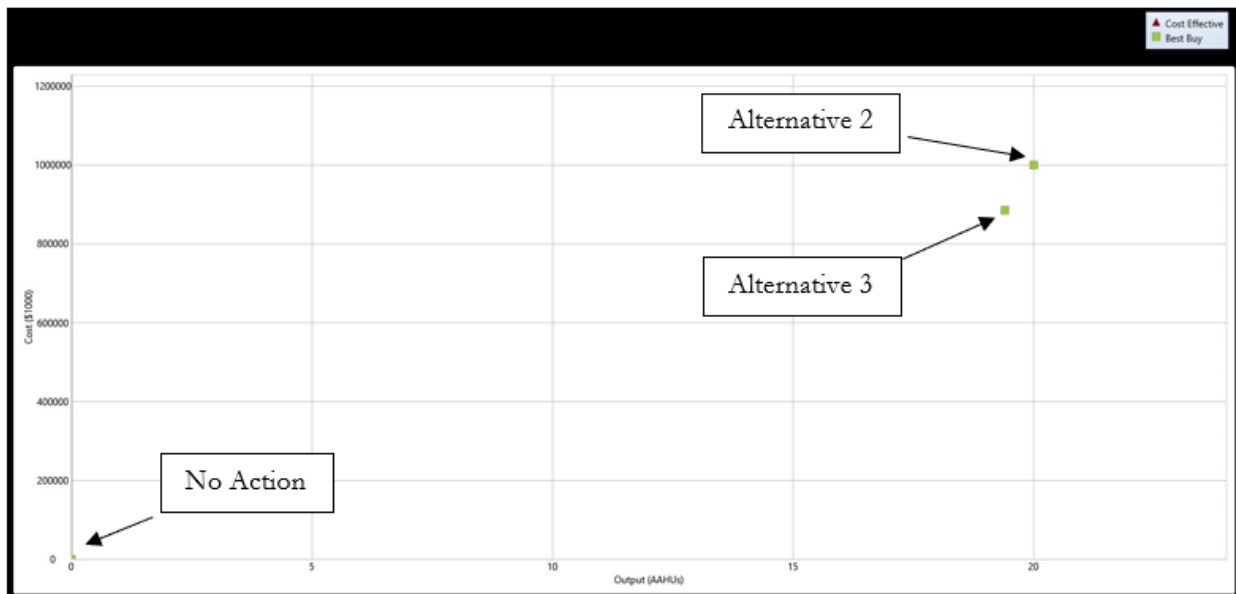 Cost Effective
Best Buy
1200000
1000000
800000
600000
400000
200000
0
Cost ($1000)
Alternative 2
Alternative 3
No Action
0
5
10
15
20
Output (AAHUs)